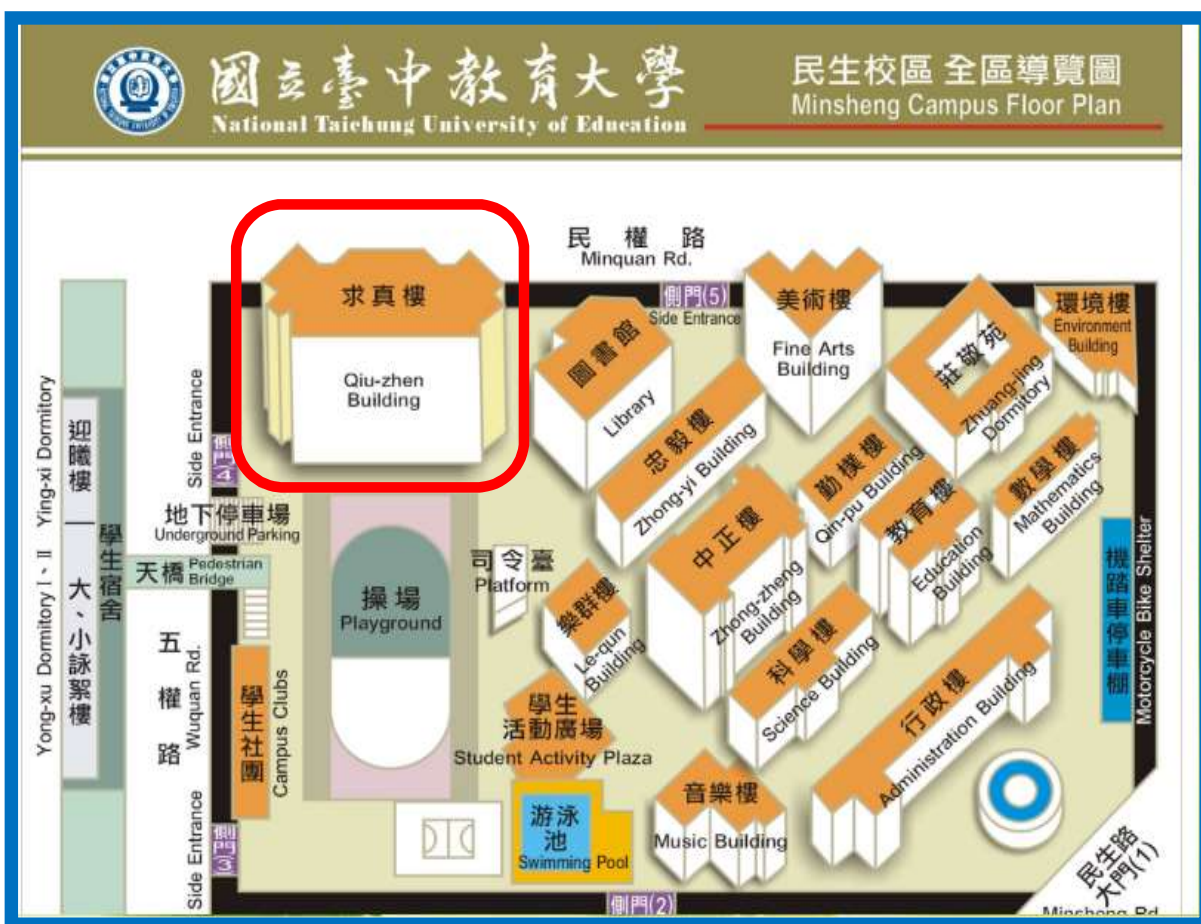 國立臺中教育大學
National Taichung University of Education
民生校區 全區導覽圖
Minsheng Campus Floor Plan
民權路
Minquan Rd.
求真樓
Qiu-zhen
Building
側門(5)
Side Entrance
圖書館
Library
美術樓
Fine Arts
Building
莊敬苑
Zhuang-jing
Dormitory
環境樓
Environment
Building
忠毅樓
Zhong-yi Building
勤樸樓
Qin-pu Building
教育樓
Education
Building
數學樓
Mathematics
Building
中正樓
Zhong-zheng
Building
科學樓
Science Building
行政樓
Administration Building
機踏車停車棚
Motorcycle Bike Shelter
Side Entrance
側門(4)
地下停車場
Underground Parking
天橋
Pedestrian
Bridge
迎曦樓
大、小詠絮樓
學生宿舍
Ying-xi Dormitory
Yong-xu Dormitory I、II
五權路
Wuquan Rd.
學生社團
Campus Clubs
操場
Playground
司令臺
Platform
樂群樓
Le-qun
Building
學生
活動廣場
Student Activity Plaza
游泳
池
Swimming Pool
音樂樓
Music Building
Side Entrance
側門(3)
側門(2)
民生路
大門(1)
Minsheng Rd.